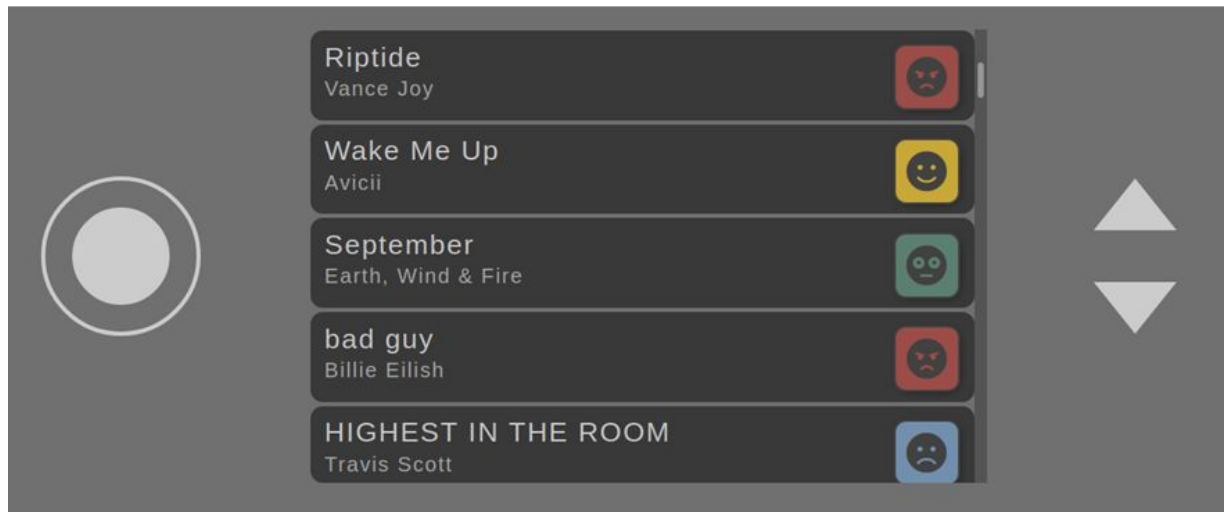 Riptide
Vance Joy
Wake Me Up
Avicii
September
Earth, Wind & Fire
bad guy
Billie Eilish
HIGHEST IN THE ROOM
Travis Scott